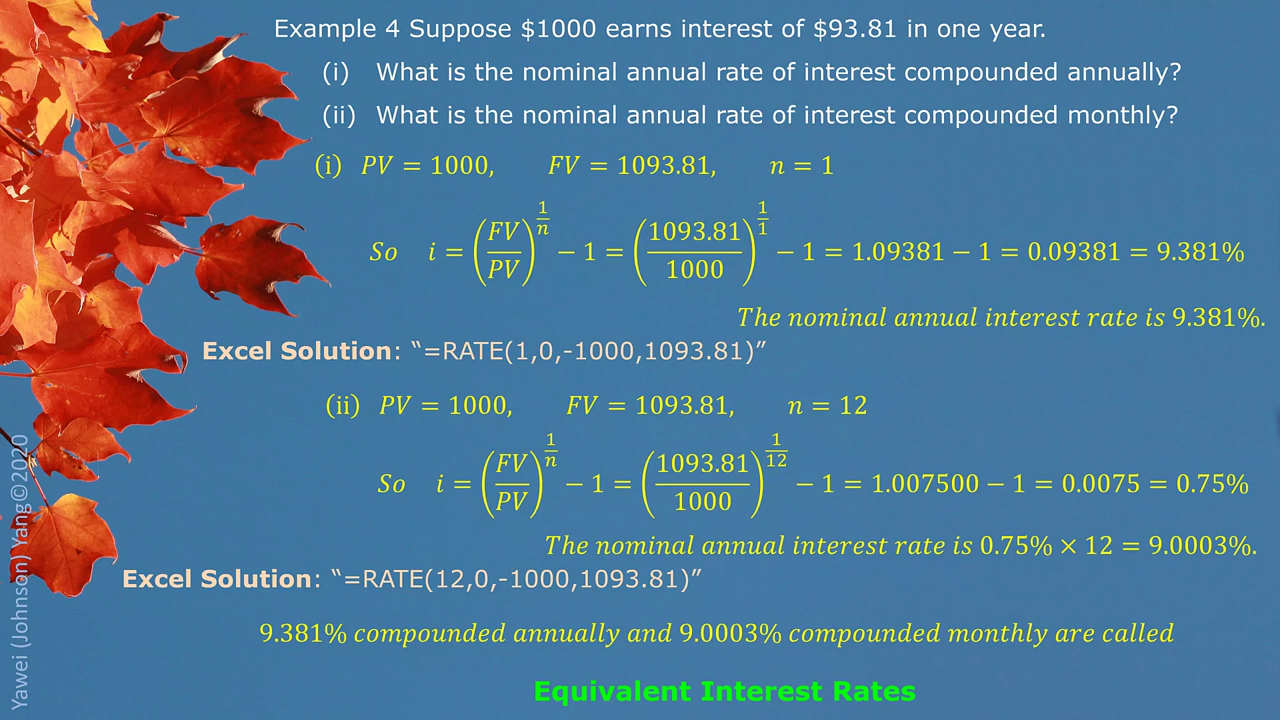 Example 4 Suppose $1000 earns interest of $93.81 in one year.
(i) What is the nominal annual rate of interest compounded annually?
(ii) What is the nominal annual rate of interest compounded monthly?
(i) PV = 1000, FV = 1093.81, n = 1
So i = (FV/PV)^(1/n) − 1 = (1093.81/1000)^(1/1) − 1 = 1.09381 − 1 = 0.09381 = 9.381%
The nominal annual interest rate is 9.381%.
Excel Solution: “=RATE(1,0,-1000,1093.81)”
(ii) PV = 1000, FV = 1093.81, n = 12
So i = (FV/PV)^(1/n) − 1 = (1093.81/1000)^(1/12) − 1 = 1.007500 − 1 = 0.0075 = 0.75%
The nominal annual interest rate is 0.75% × 12 = 9.0003%.
Excel Solution: “=RATE(12,0,-1000,1093.81)”
9.381% compounded annually and 9.0003% compounded monthly are called
Equivalent Interest Rates
Yawei (Johnson) Yang©2020